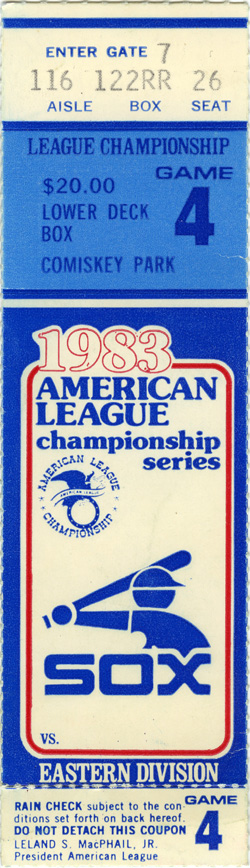 ENTER GATE 7
116 122RR 26
AISLE BOX SEAT
LEAGUE CHAMPIONSHIP
GAME
4
$20.00
LOWER DECK
BOX
COMISKEY PARK
1983
AMERICAN
LEAGUE
championship
series
AMERICAN LEAGUE
AMERICAN LEAGUE
CHAMPIONSHIP
SOX
VS.
EASTERN DIVISION
RAIN CHECK subject to the con-
ditions set forth on back hereof.
DO NOT DETACH THIS COUPON
LELAND S. MacPHAIL, JR.
President American League
GAME
4